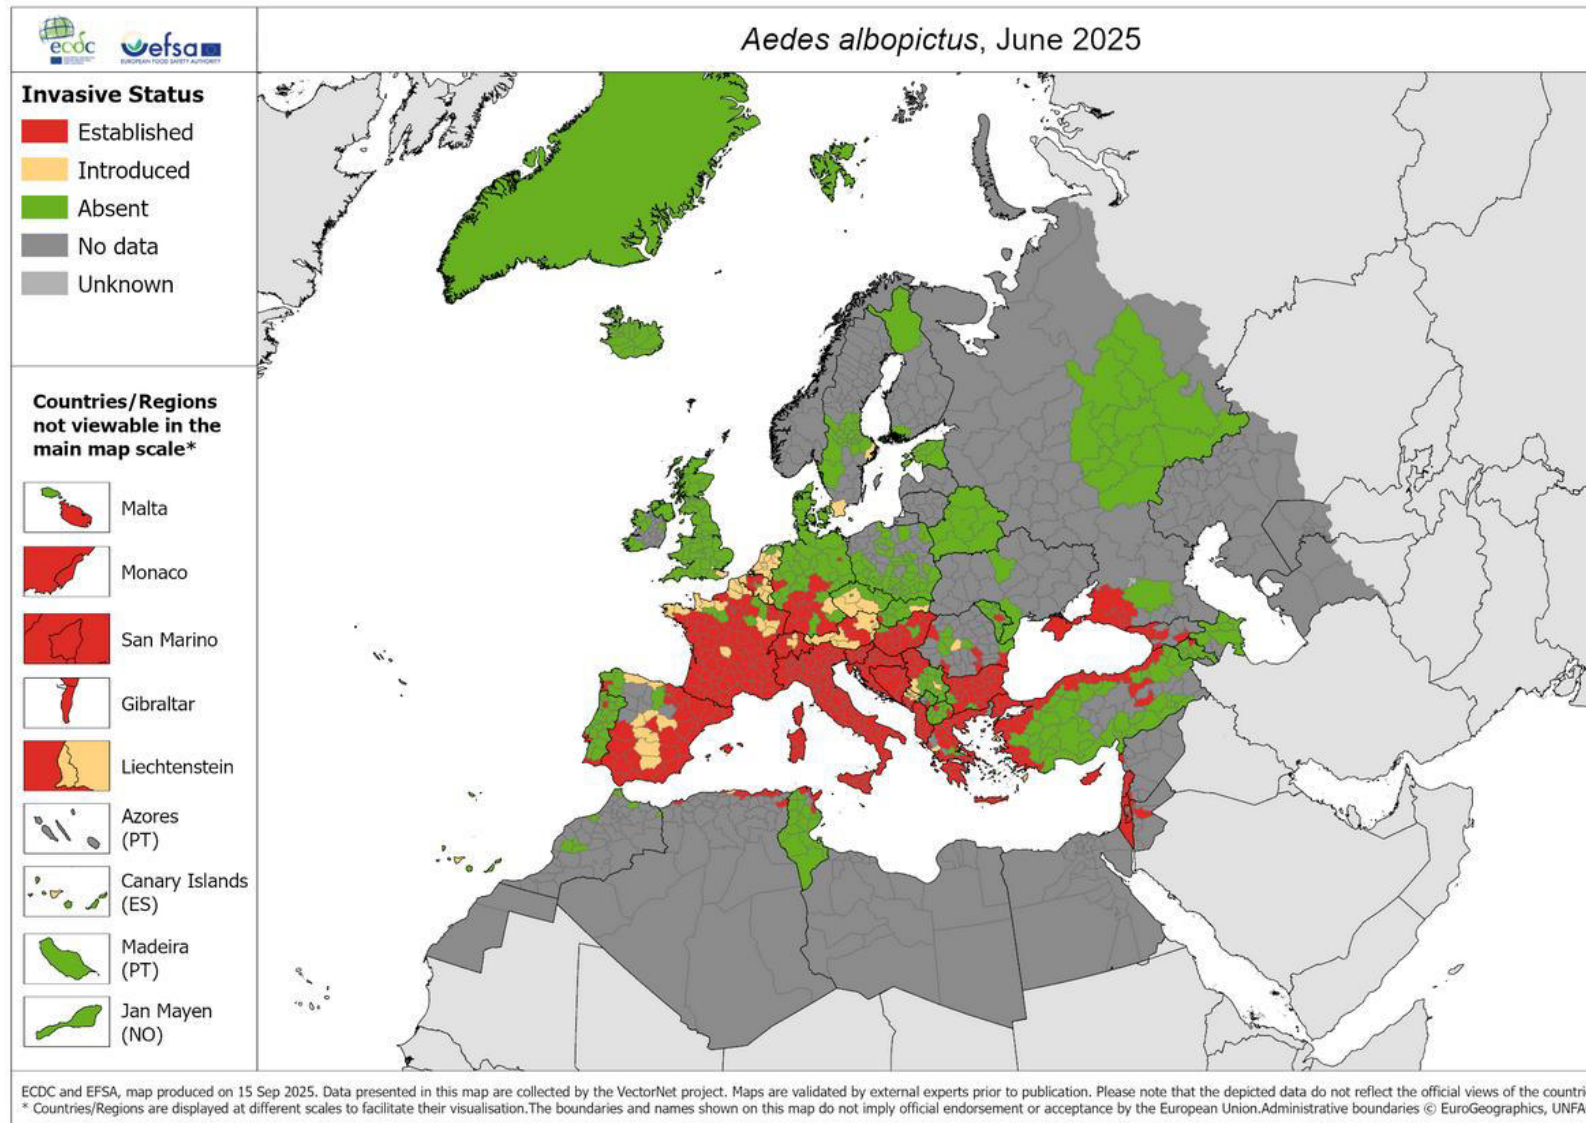 ecdc
efsa
EUROPEAN FOOD SAFETY AUTHORITY
Aedes albopictus, June 2025
Invasive Status
Established
Introduced
Absent
No data
Unknown
Countries/Regions
not viewable in the
main map scale*
Malta
Monaco
San Marino
Gibraltar
Liechtenstein
Azores
(PT)
Canary Islands
(ES)
Madeira
(PT)
Jan Mayen
(NO)
ECDC and EFSA, map produced on 15 Sep 2025. Data presented in this map are collected by the VectorNet project. Maps are validated by external experts prior to publication. Please note that the depicted data do not reflect the official views of the countri
* Countries/Regions are displayed at different scales to facilitate their visualisation.The boundaries and names shown on this map do not imply official endorsement or acceptance by the European Union.Administrative boundaries © EuroGeographics, UNFA